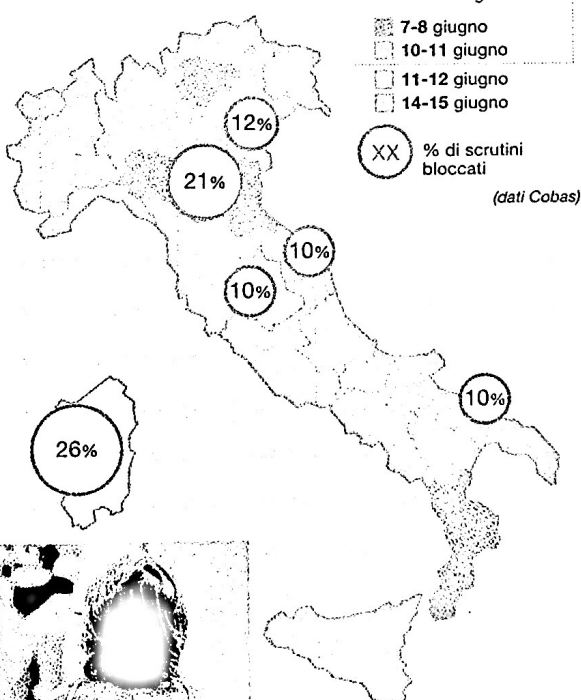 7-8 giugno
10-11 giugno
11-12 giugno
14-15 giugno
XX % di scrutini
bloccati
(dati Cobas)
12%
21%
10%
10%
10%
26%